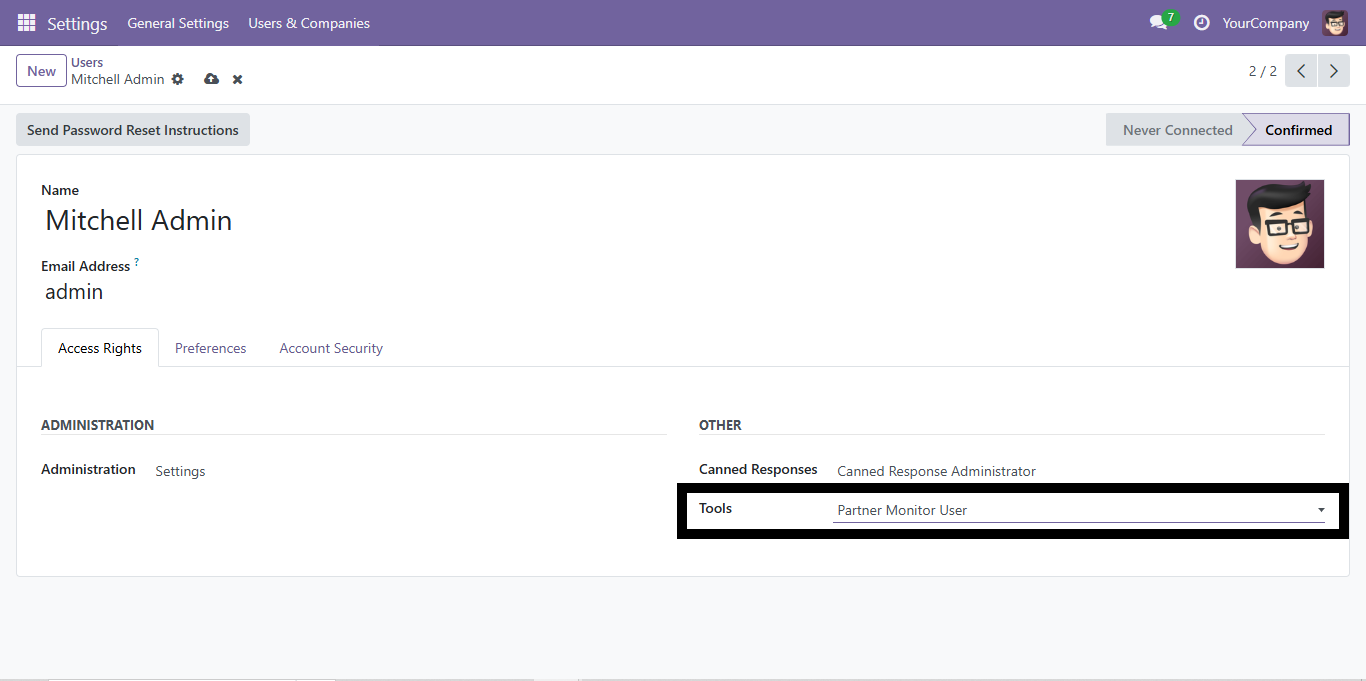 Settings General Settings Users & Companies 7 YourCompany
New Users
Mitchell Admin 2 / 2
Send Password Reset Instructions Never Connected Confirmed
Name
Mitchell Admin
Email Address ?
admin
Access Rights Preferences Account Security
ADMINISTRATION OTHER
Administration Settings Canned Responses Canned Response Administrator
Tools Partner Monitor User